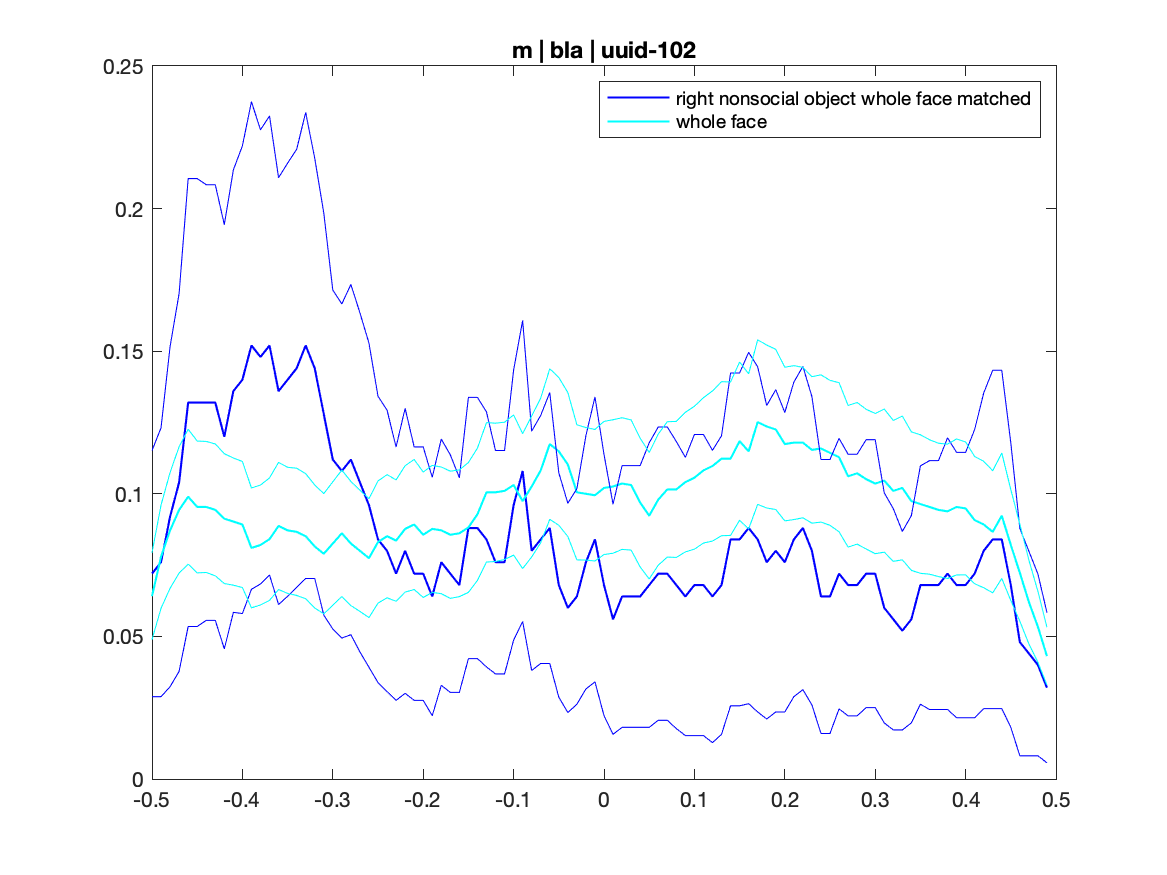 m | bla | uuid-102
0.25
right nonsocial object whole face matched
whole face
0.2
0.15
0.1
0.05
0
-0.5 -0.4 -0.3 -0.2 -0.1 0 0.1 0.2 0.3 0.4 0.5